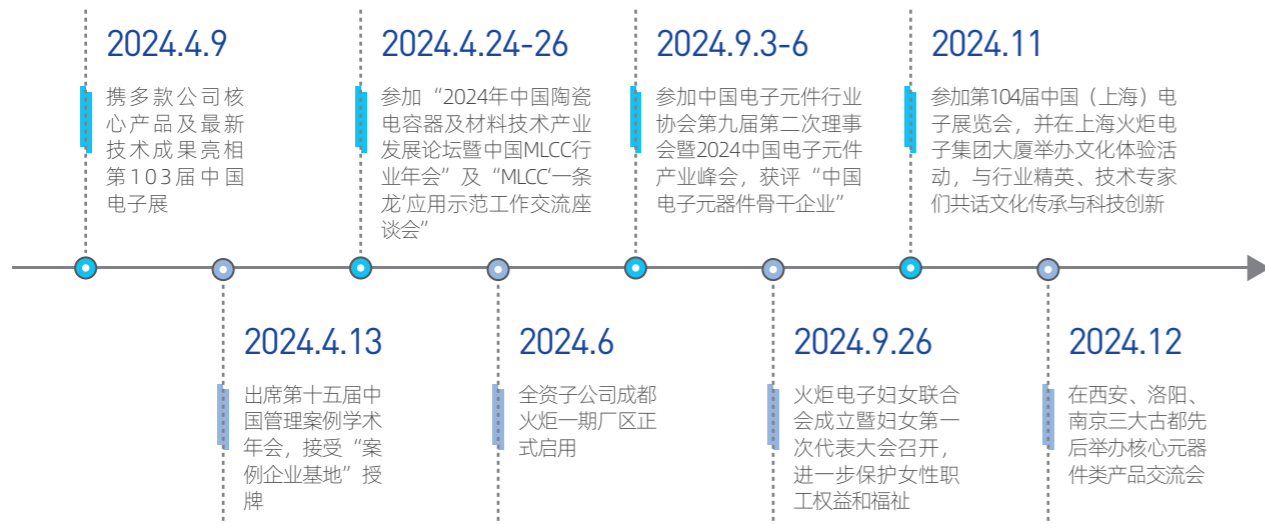 2024.4.9
携多款公司核
心产品及最新
技术成果亮相
第103届中国
电子展
2024.4.24-26
参加“2024年中国陶瓷
电容器及材料技术产业
发展论坛暨中国MLCC行
业年会”及“MLCC‘一条
龙’应用示范工作交流座
谈会”
2024.9.3-6
参加中国电子元件行业
协会第九届第二次理事
会暨2024中国电子元件
产业峰会，获评“中国
电子元器件骨干企业”
2024.11
参加第104届中国（上海）电
子展览会，并在上海火炬电
子集团大厦举办文化体验活
动，与行业精英、技术专家
们共话文化传承与科技创新
2024.4.13
出席第十五届中
国管理案例学术
年会，接受“案
例企业基地”授
牌
2024.6
全资子公司成都
火炬一期厂区正
式启用
2024.9.26
火炬电子妇女联合
会成立暨妇女第一
次代表大会召开，
进一步保护女性职
工权益和福祉
2024.12
在西安、洛阳、
南京三大古都先
后举办核心元器
件类产品交流会